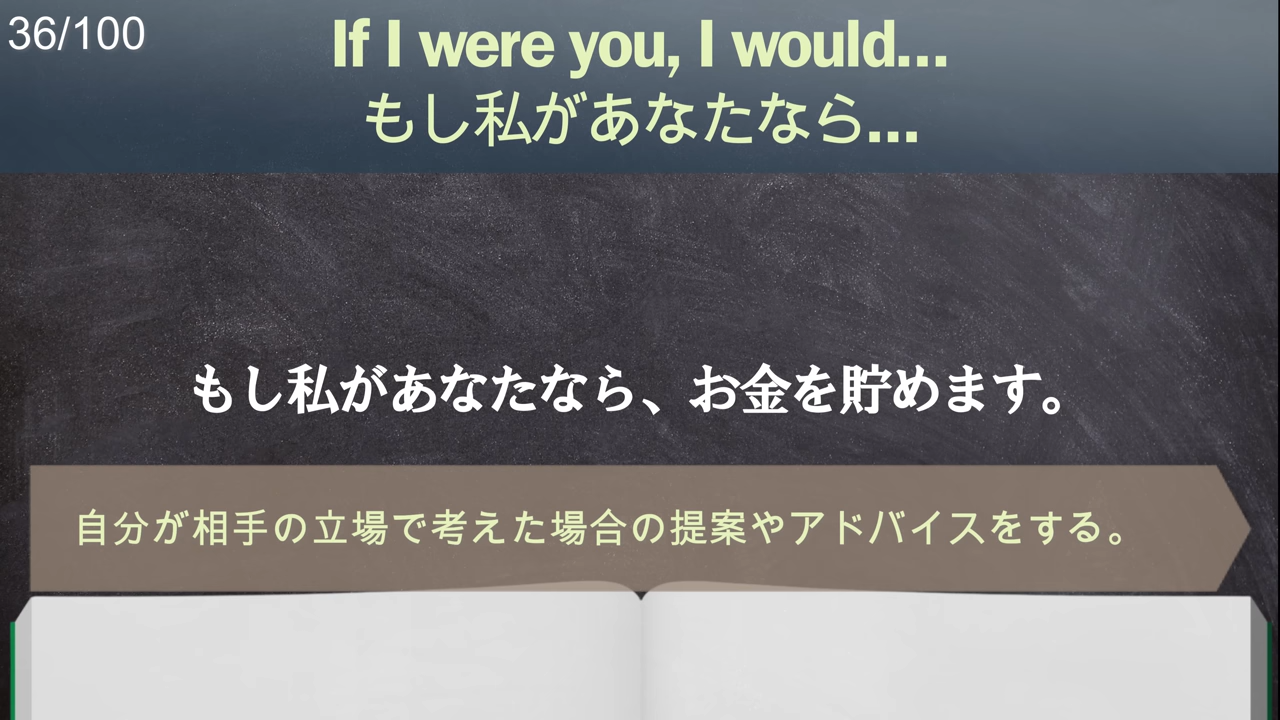 36/100
If I were you, I would...
もし私があなたなら...
もし私があなたなら、お金を貯めます。
自分が相手の立場で考えた場合の提案やアドバイスをする。